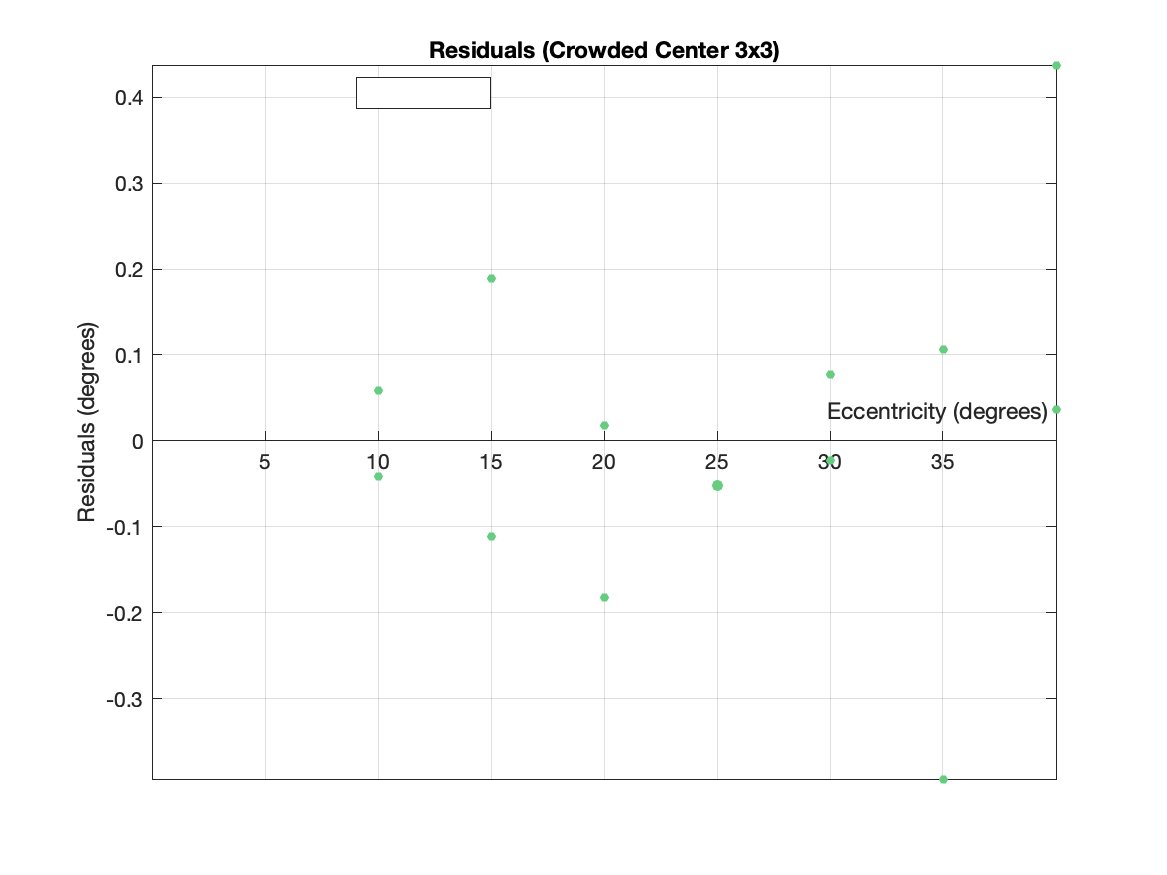 Residuals (Crowded Center 3x3)
0.4
0.3
0.2
0.1
0
-0.1
-0.2
-0.3
Residuals (degrees)
Eccentricity (degrees)
5 10 15 20 25 30 35